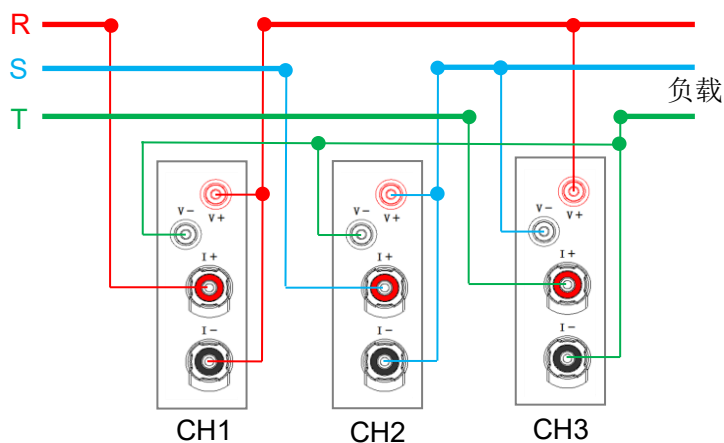 R
S
T
负载
V-
V+
I+
I-
CH1
V-
V+
I+
I-
CH2
V-
V+
I+
I-
CH3